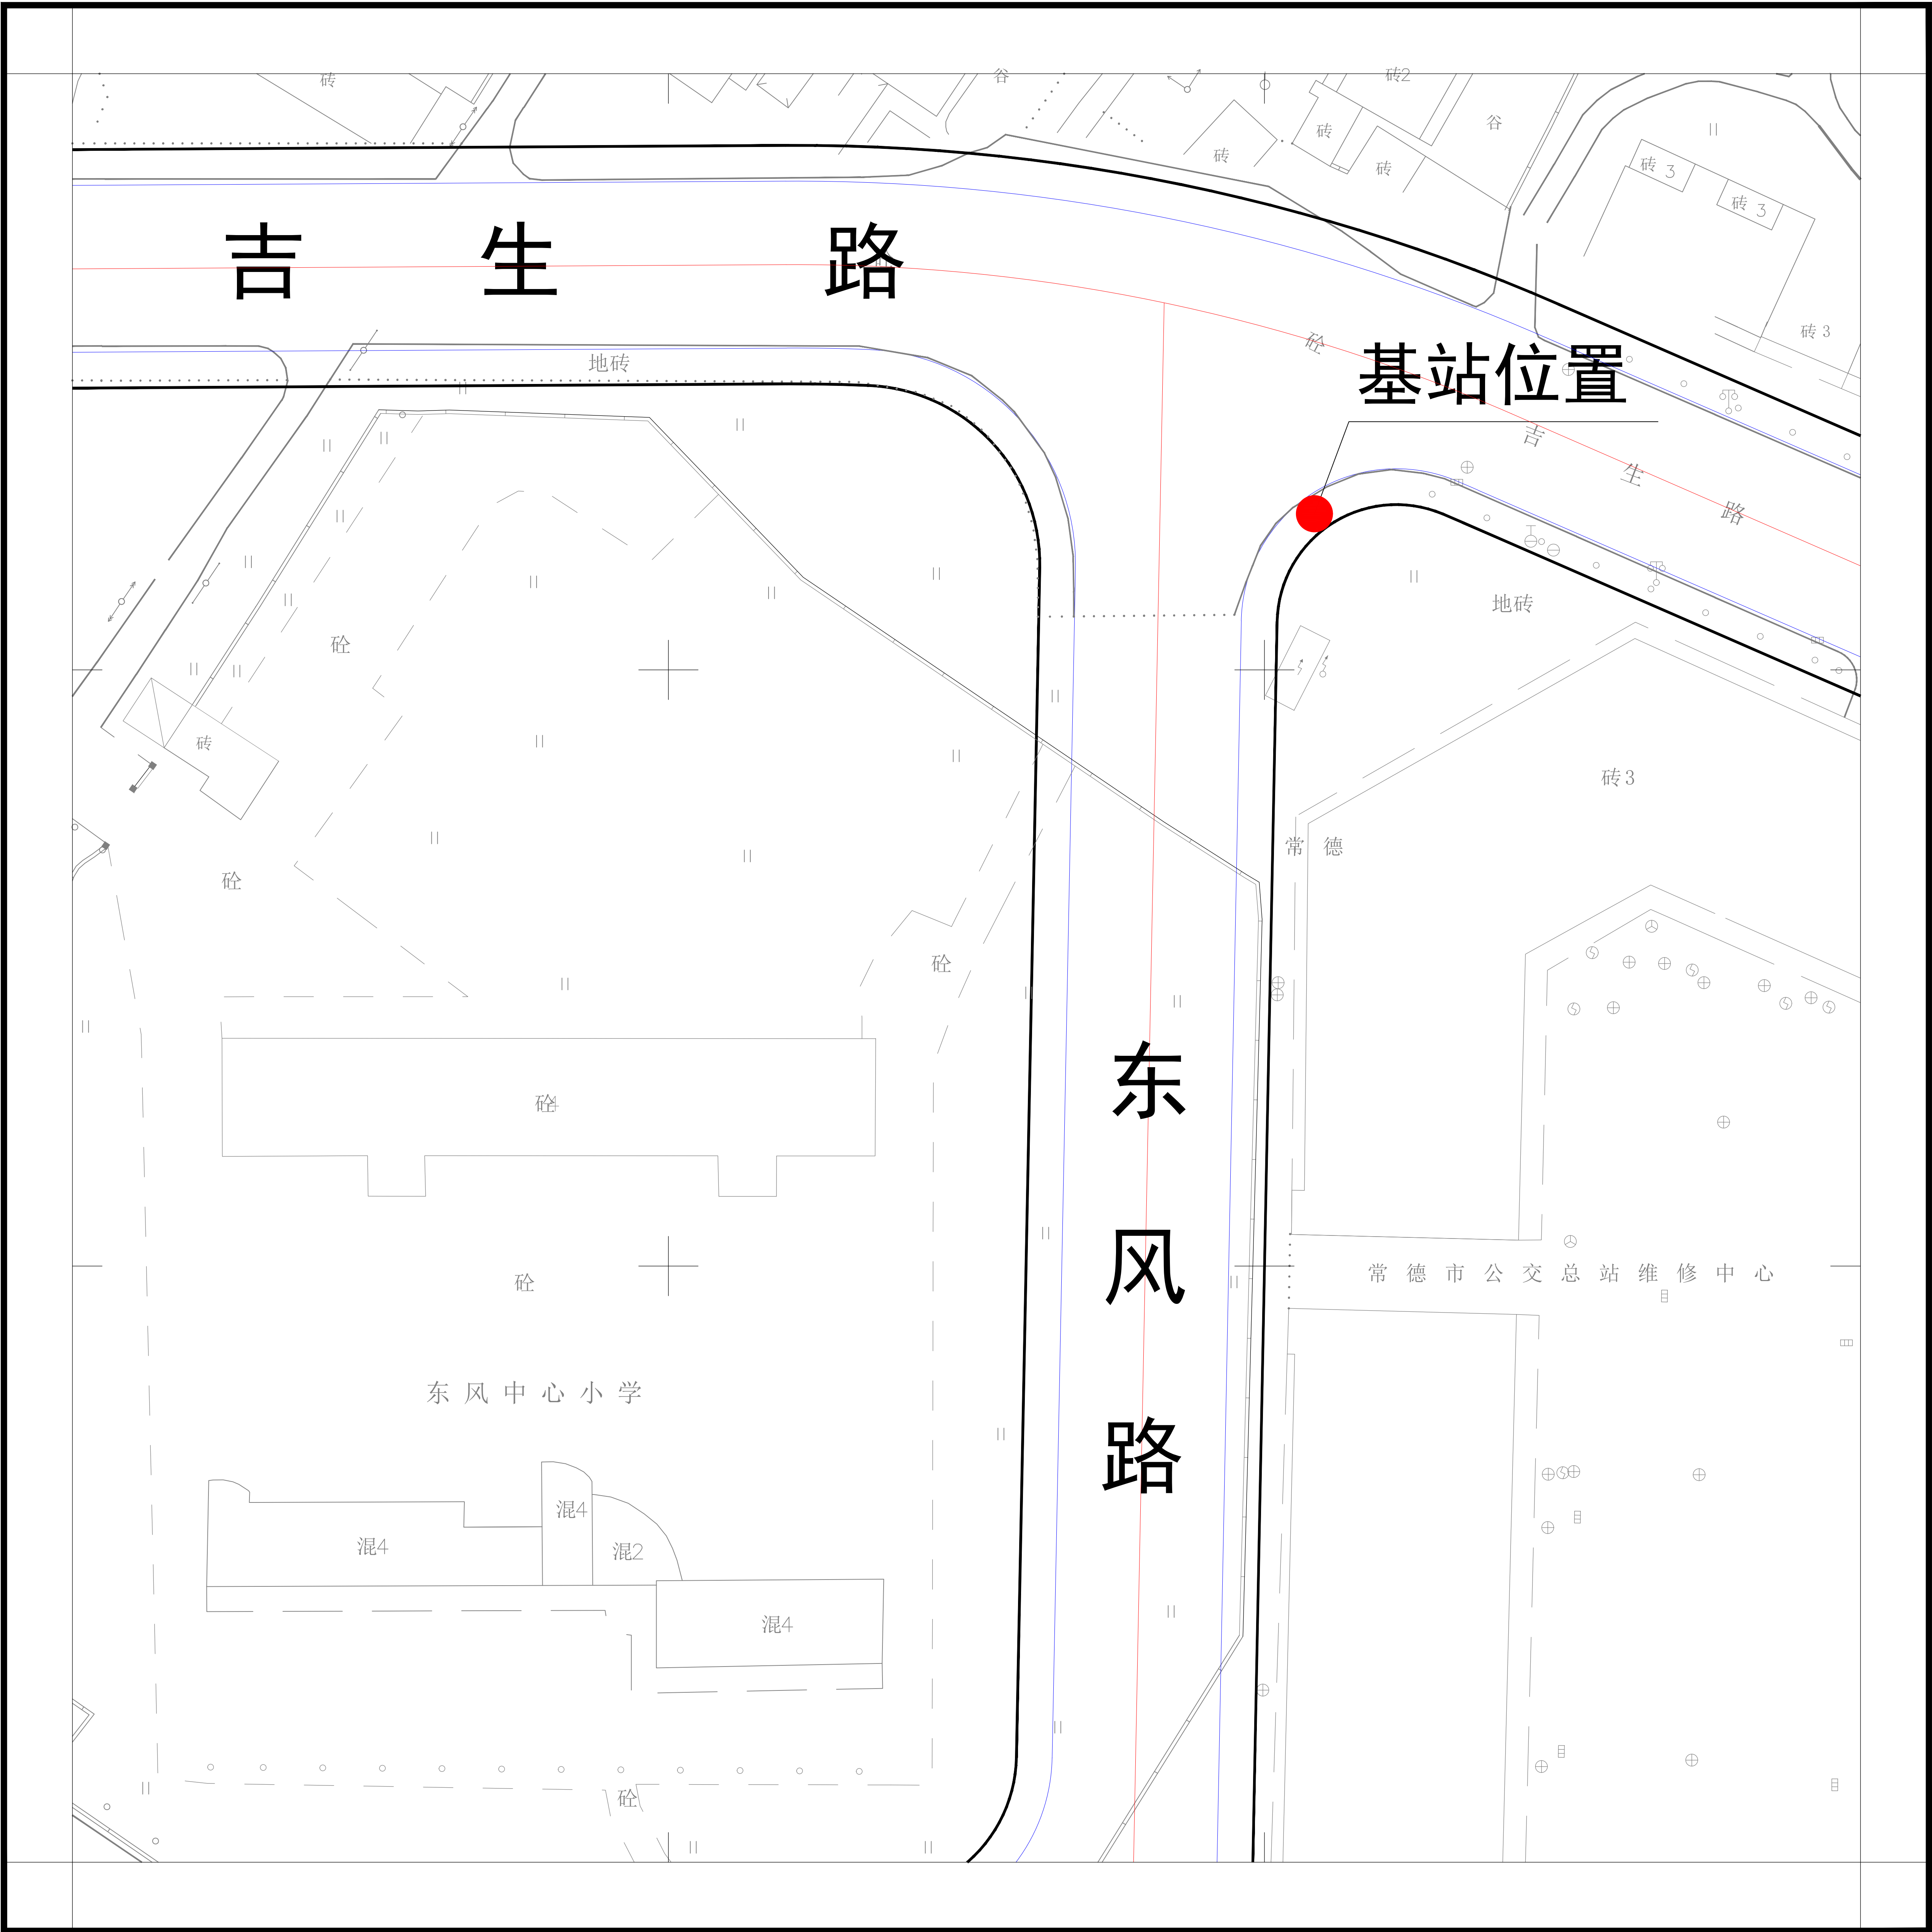 砖
谷
砖2
砖
谷
砖
砖
砖 3
砖 3
砖 3
吉 生 路
砼
地砖
基站位置
吉 生 路
地砖
砼
砖
砖3
常 德
砼
砼
砼4
东
风
路
砼
常 德 市 公 交 总 站 维 修 中 心
东 风 中 心 小 学
混4
混4
混2
混4
砼